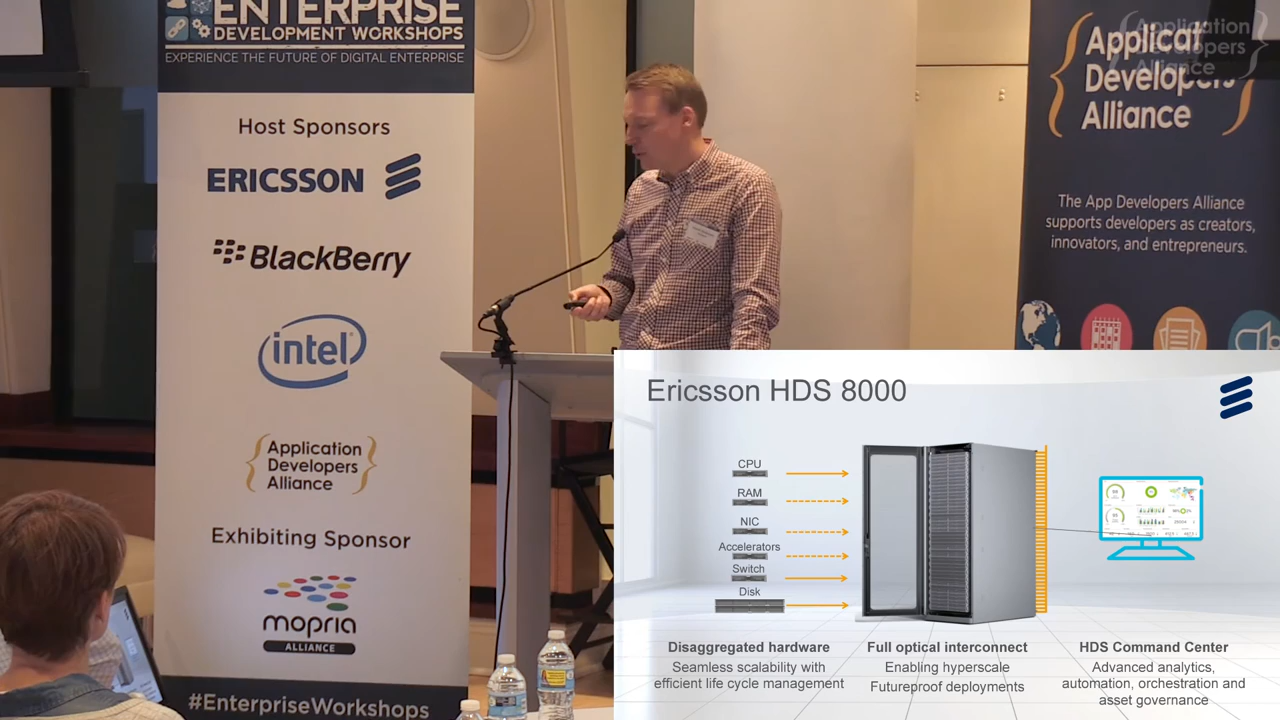 ENTERPRISE
DEVELOPMENT WORKSHOPS
EXPERIENCE THE FUTURE OF DIGITAL ENTERPRISE
Host Sponsors
ERICSSON
BlackBerry
intel
Application
Developers
Alliance
Exhibiting Sponsor
mopria
ALLIANCE
#EnterpriseWorkshops
Application
Developers
Alliance
Developers
Alliance
The App Developers Alliance
supports developers as creators,
innovators, and entrepreneurs.
Ericsson HDS 8000
CPU
RAM
NIC
Accelerators
Switch
Disk
Disaggregated hardware
Seamless scalability with
efficient life cycle management
Full optical interconnect
Enabling hyperscale
Futureproof deployments
HDS Command Center
Advanced analytics,
automation, orchestration and
asset governance